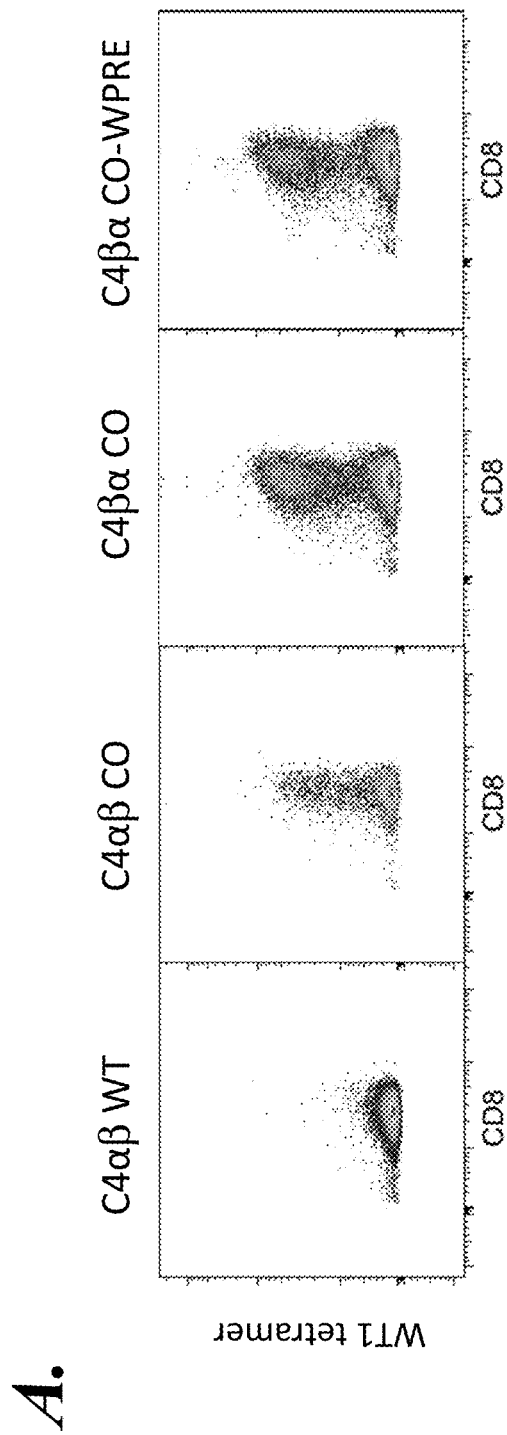 A.
C4αβ WT
C4αβ CO
C4βα CO
C4βα CO-WPRE
WT1 tetramer
CD8
CD8
CD8
CD8